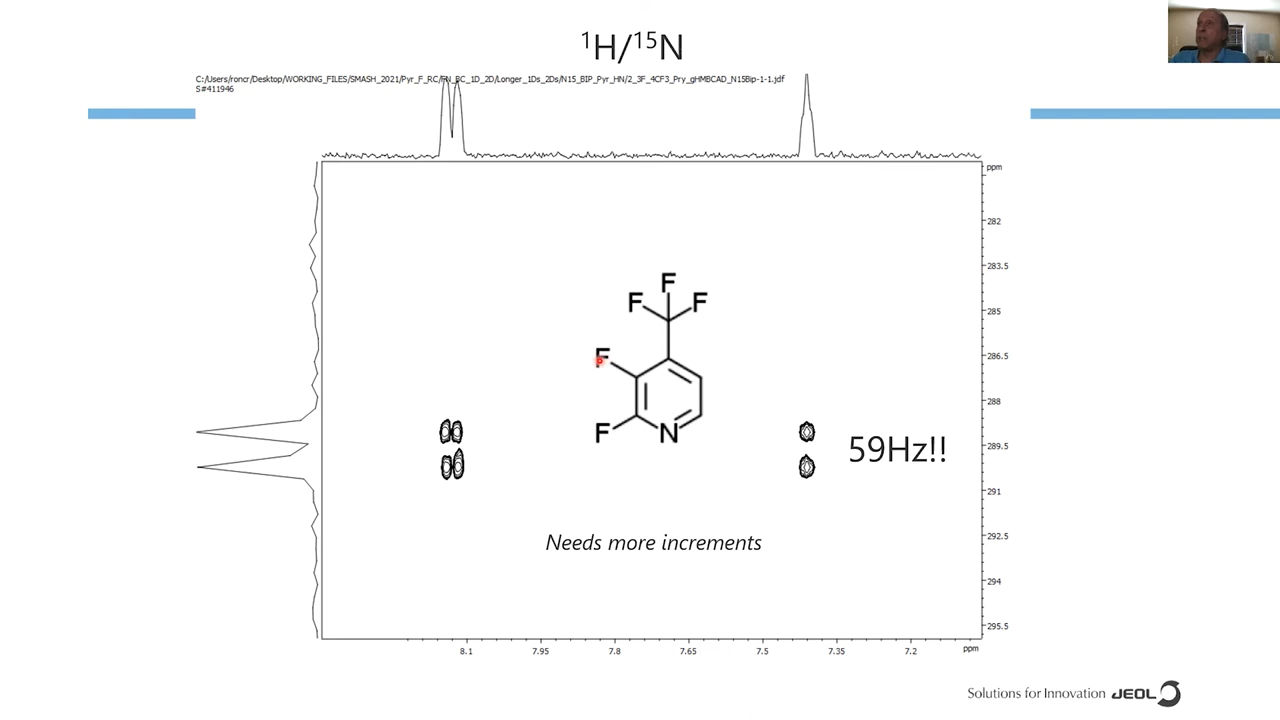 ¹H/¹⁵N
C:/Users/roncr/Desktop/WORKING_FILES/SMASH_2021/Pyr_F_RC/FN_BC_1D_2D/Longer_1Ds_2Ds/N15_BIP_Pyr_HN/2_3F_4CF3_Pry_gHMBCAD_N15Bip-1-1.jdf
S#411946
ppm
282
283.5
285
286.5
288
289.5
291
292.5
294
295.5
F
F F
F
F N
59Hz!!
Needs more increments
8.1 7.95 7.8 7.65 7.5 7.35 7.2 ppm
Solutions for Innovation JEOL